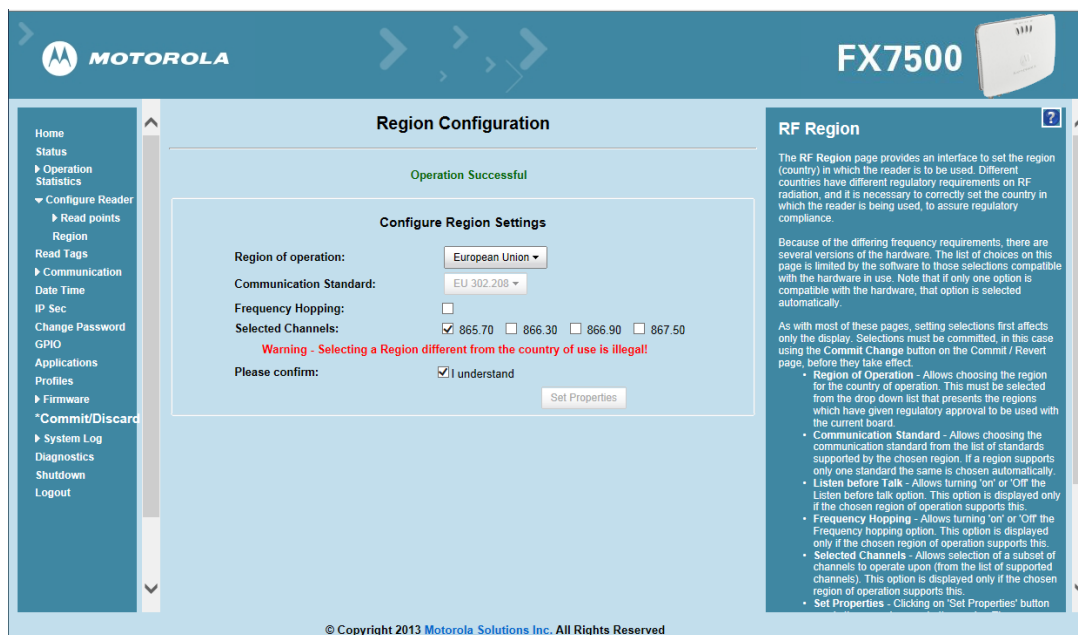 MOTOROLA
FX7500
Home
Status
Operation
Statistics
Configure Reader
Read points
Region
Read Tags
Communication
Date Time
IP Sec
Change Password
GPIO
Applications
Profiles
Firmware
*Commit/Discard
System Log
Diagnostics
Shutdown
Logout
Region Configuration
Operation Successful
Configure Region Settings
Region of operation: European Union
Communication Standard: EU 302.208
Frequency Hopping:
Selected Channels: 865.70 866.30 866.90 867.50
Warning - Selecting a Region different from the country of use is illegal!
Please confirm: I understand
Set Properties
?
RF Region
The RF Region page provides an interface to set the region
(country) in which the reader is to be used. Different
countries have different regulatory requirements on RF
radiation, and it is necessary to correctly set the country in
which the reader is being used, to assure regulatory
compliance.
Because of the differing frequency requirements, there are
several versions of the hardware. The list of choices on this
page is limited by the software to those selections compatible
with the hardware in use. Note that if only one option is
compatible with the hardware, that option is selected
automatically.
As with most of these pages, setting selections first affects
only the display. Selections must be committed, in this case
using the Commit Change button on the Commit / Revert
page, before they take effect.
• Region of Operation - Allows choosing the region
for the country of operation. This must be selected
from the drop down list that presents the regions
which have given regulatory approval to be used with
the current board.
• Communication Standard - Allows choosing the
communication standard from the list of standards
supported by the chosen region. If a region supports
only one standard the same is chosen automatically.
• Listen before Talk - Allows turning 'on' or 'Off' the
Listen before talk option. This option is displayed only
if the chosen region of operation supports this.
• Frequency Hopping - Allows turning 'on' or 'Off' the
Frequency hopping option. This option is displayed
only if the chosen region of operation supports this.
• Selected Channels - Allows selection of a subset of
channels to operate upon (from the list of supported
channels). This option is displayed only if the chosen
region of operation supports this.
• Set Properties - Clicking on 'Set Properties' button
© Copyright 2013 Motorola Solutions Inc. All Rights Reserved